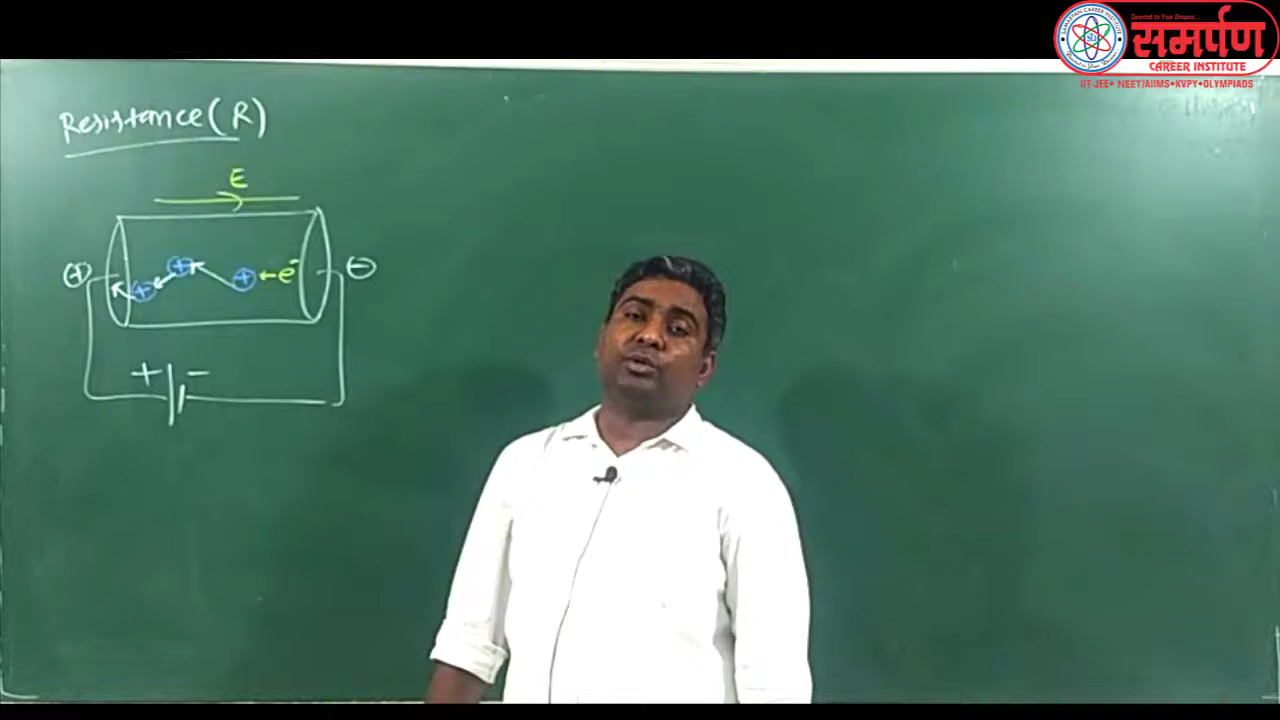 समर्पण
CAREER INSTITUTE
IIT-JEE• NEET/AIIMS•KVPY•OLYMPIADS
Resistance (R)
E
⊕ ⊕ ⊕ ⊕ ← e⁻ ⊖
+ -